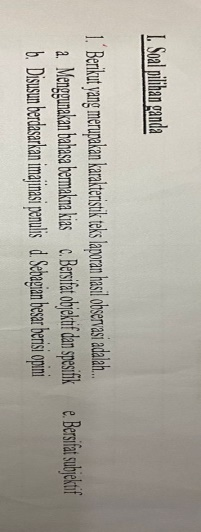 I. Soal pilihan ganda
1. Berikut yang merupakan karakteristik teks laporan hasil observasi adalah...
a. Menggunakan bahasa bermakna kias c. Bersifat objektif dan spesifik e. Bersifat subjektif
b. Disusun berdasarkan imajinasi penulis d. Sebagian besar berisi opini